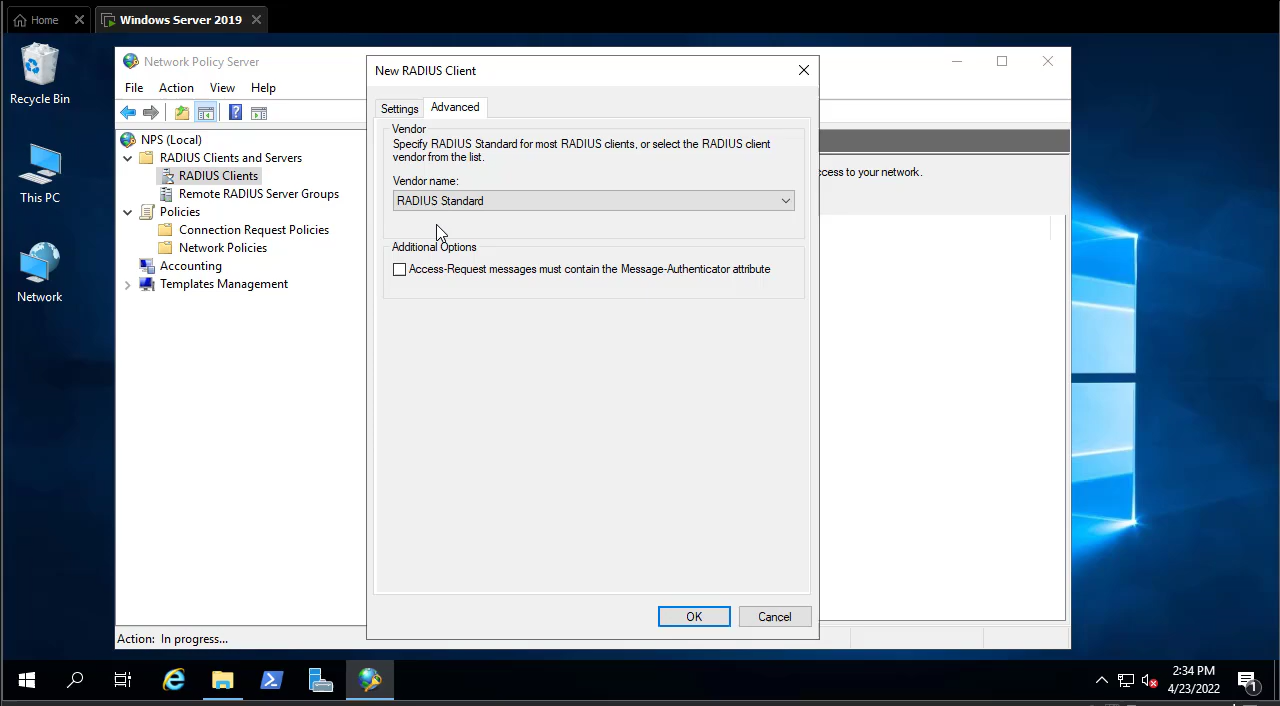 Home
Windows Server 2019
Recycle Bin
This PC
Network
Network Policy Server
File Action View Help
NPS (Local)
RADIUS Clients and Servers
RADIUS Clients
Remote RADIUS Server Groups
Policies
Connection Request Policies
Network Policies
Accounting
Templates Management
Action: In progress...
New RADIUS Client
Settings Advanced
Vendor
Specify RADIUS Standard for most RADIUS clients, or select the RADIUS client
vendor from the list.
Vendor name:
RADIUS Standard
Additional Options
Access-Request messages must contain the Message-Authenticator attribute
OK Cancel
ccess to your network.
2:34 PM
4/23/2022
1